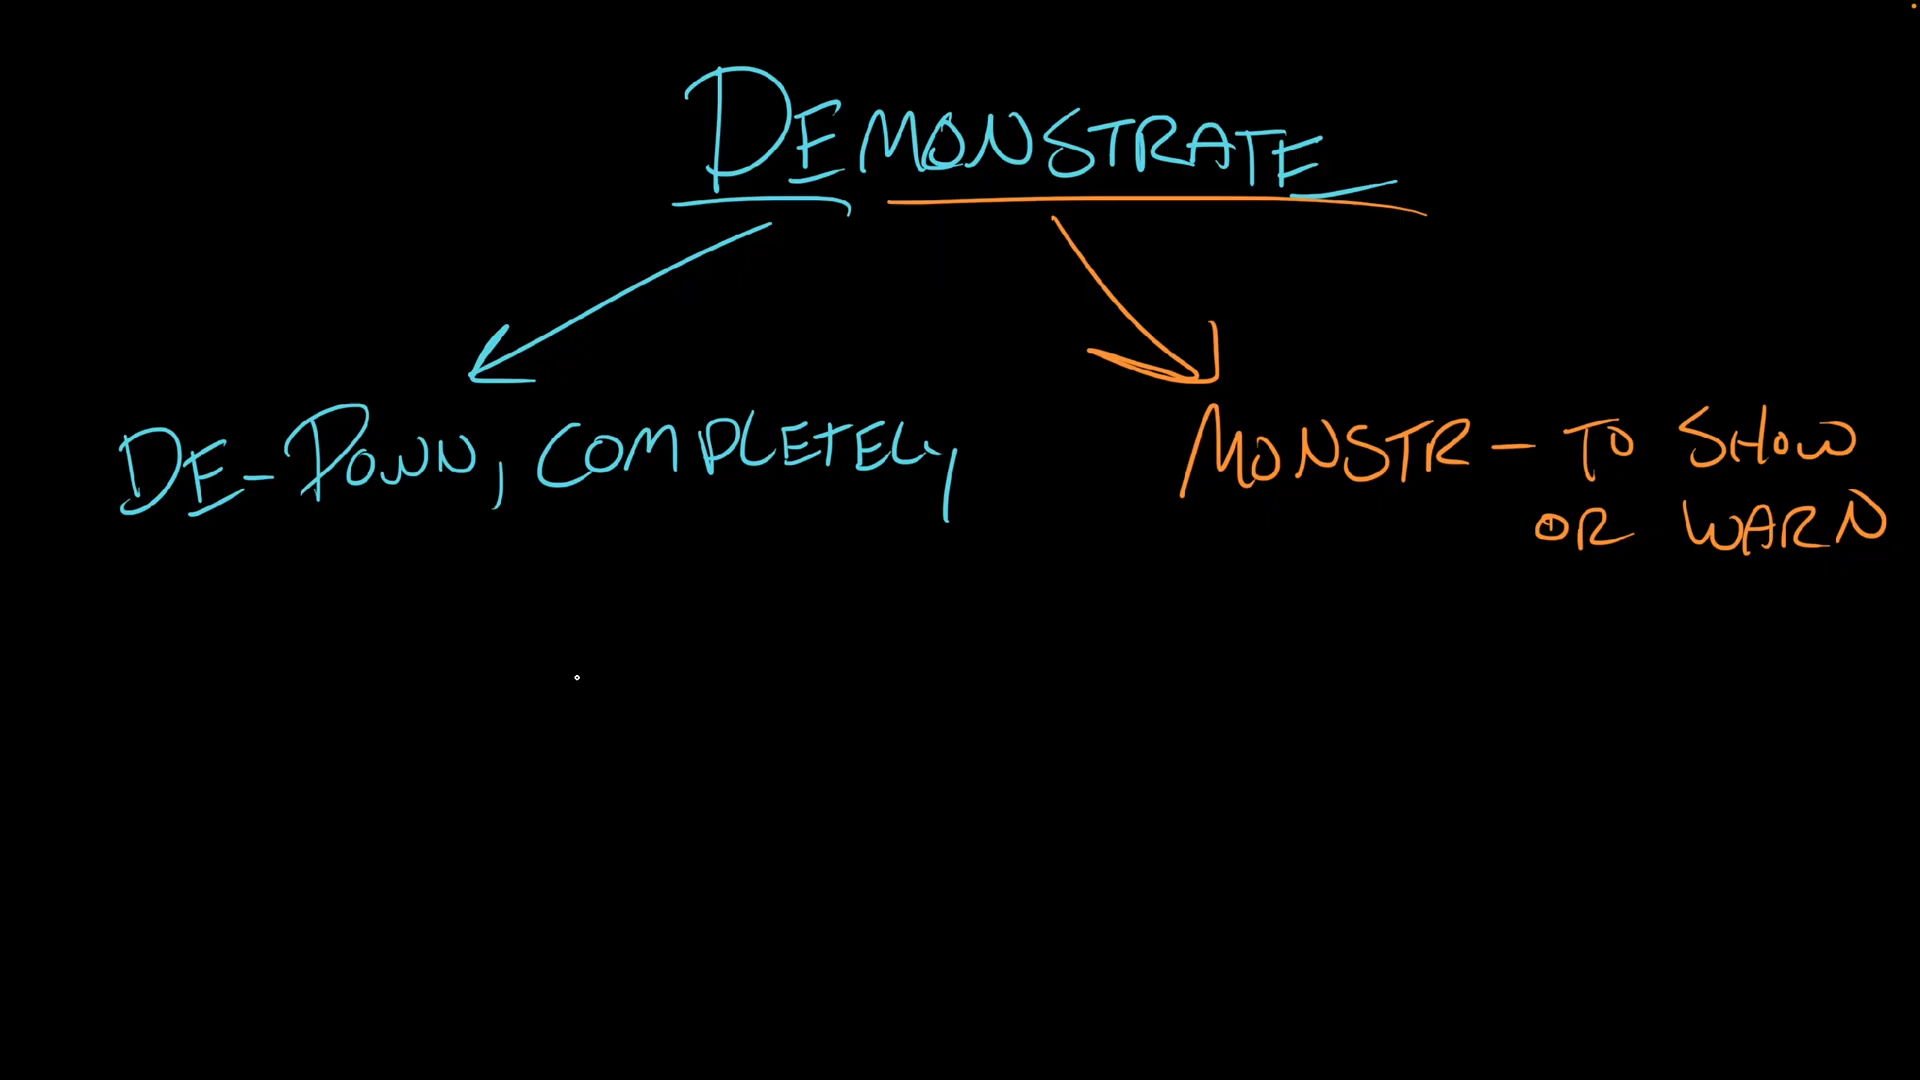 DEMONSTRATE
DE-DOWN, COMPLETELY
MONSTR - TO SHOW
OR WARN